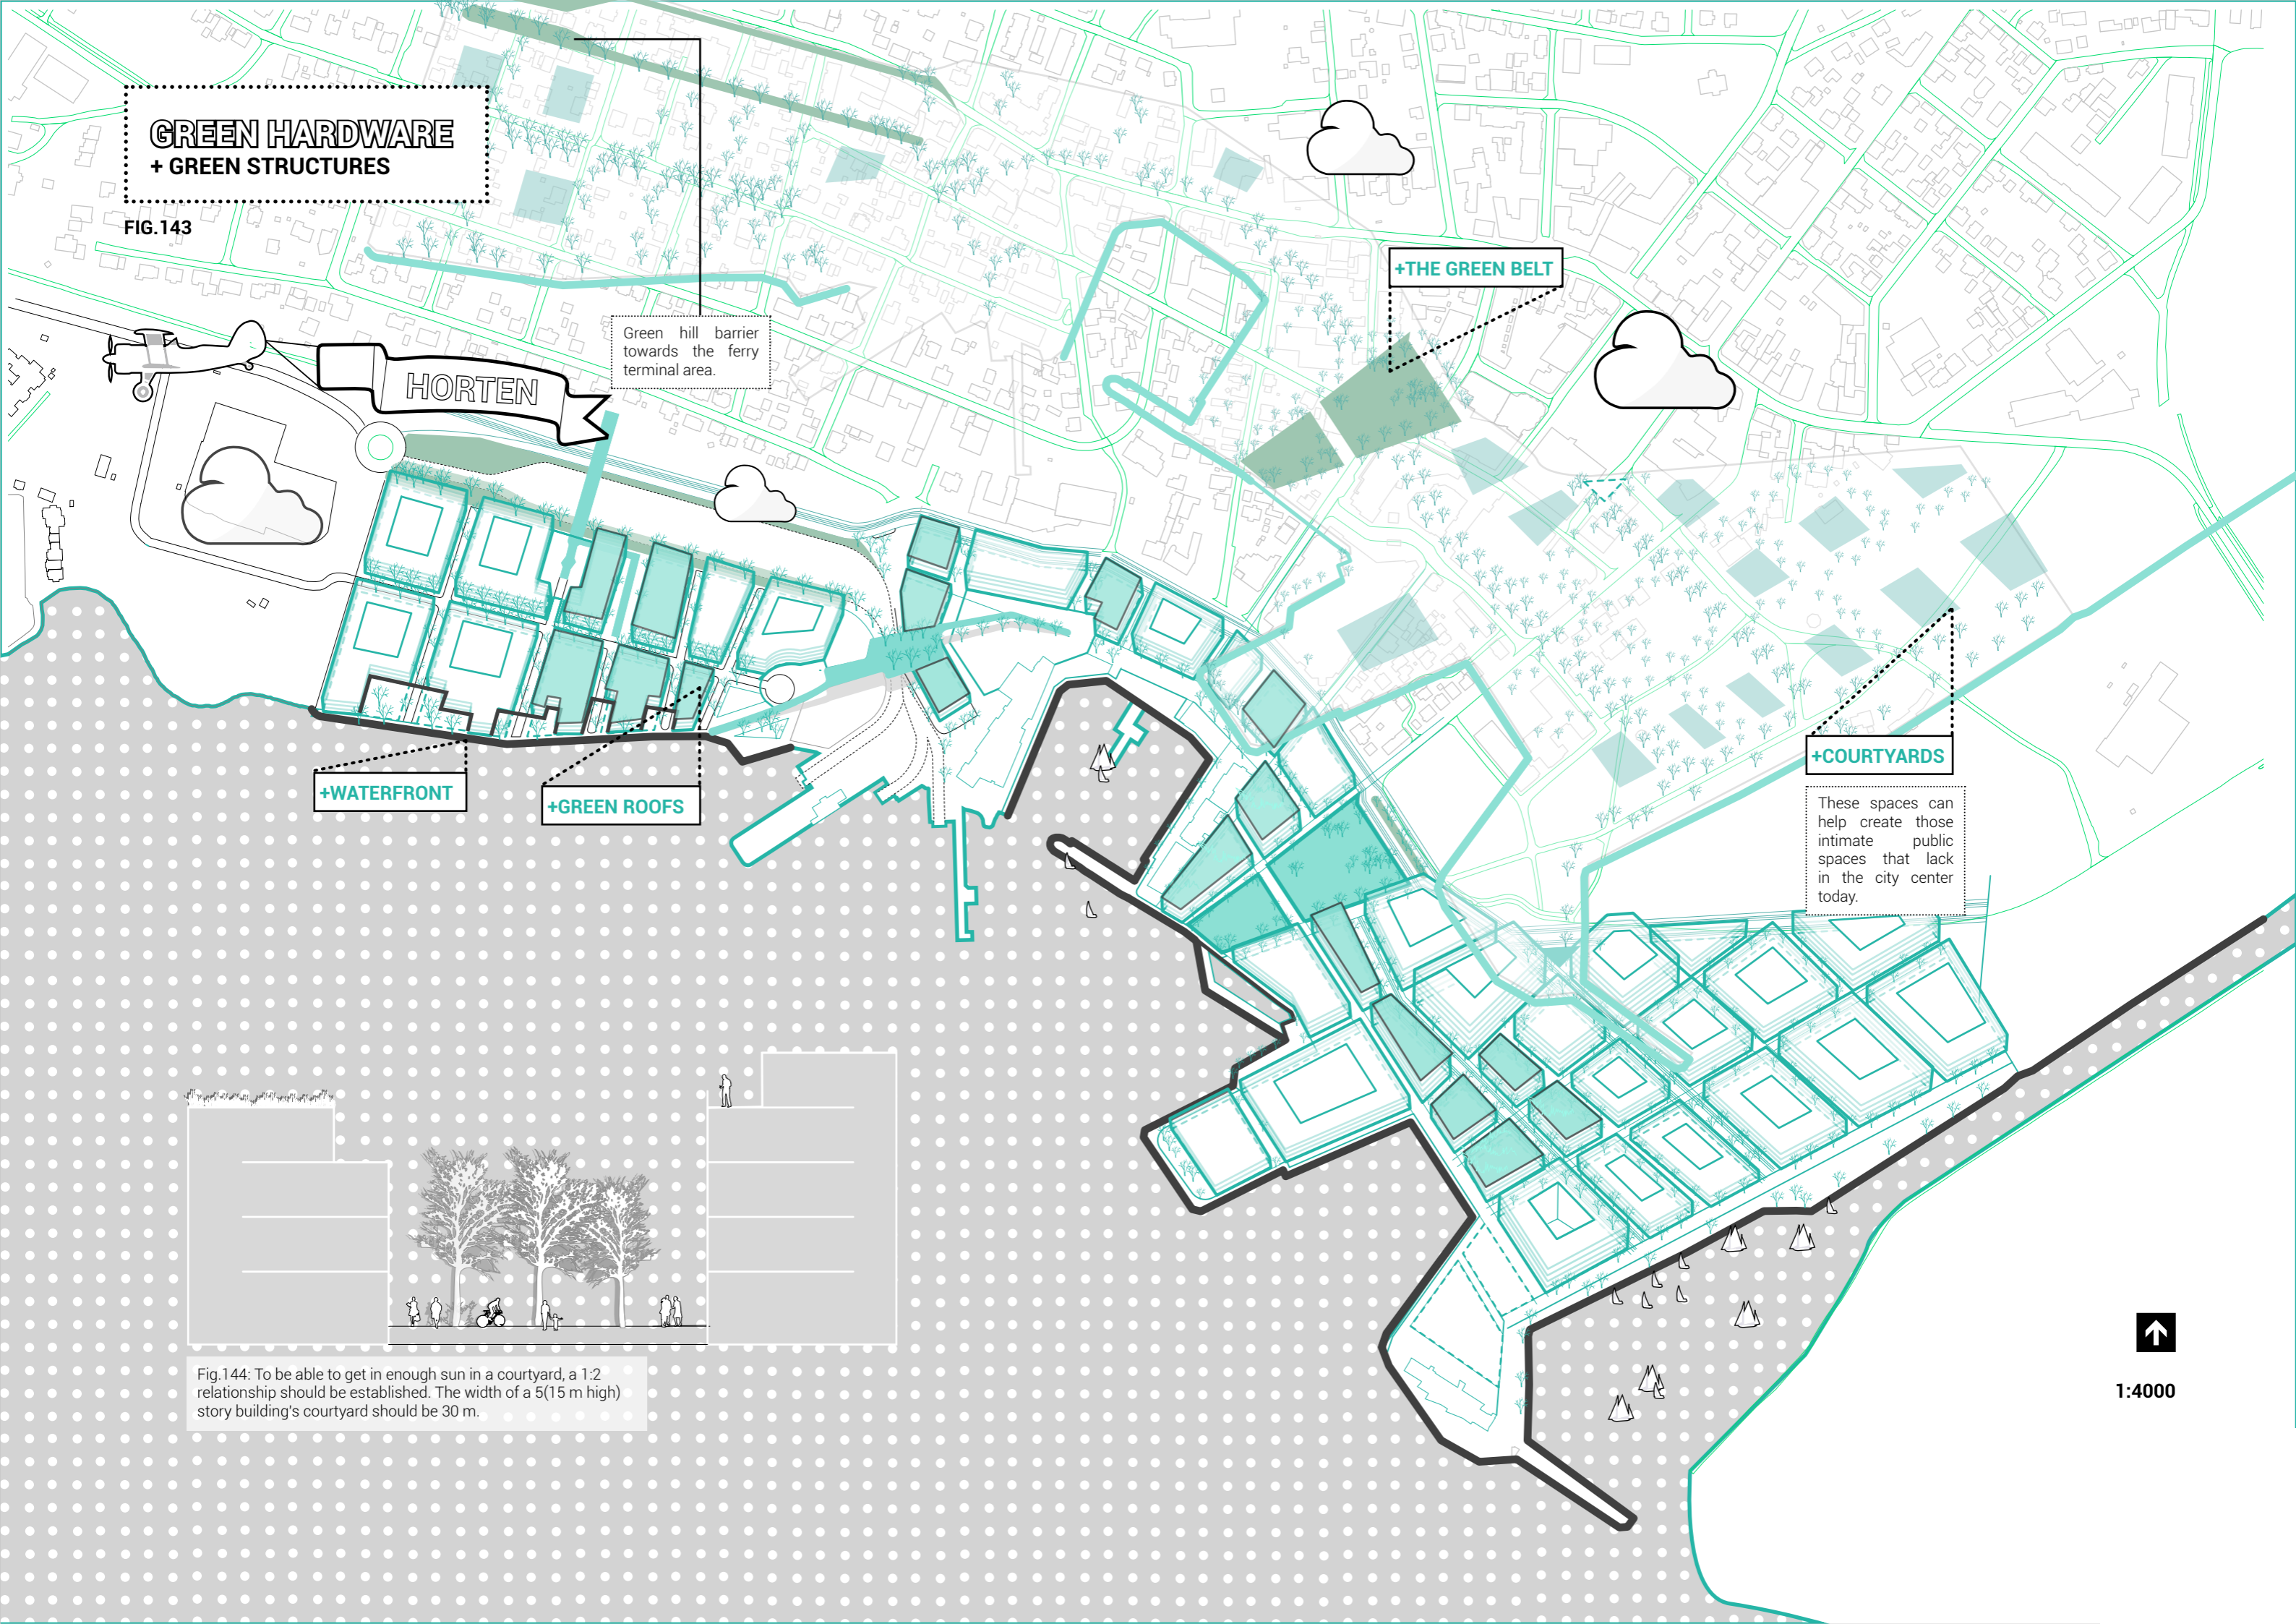 GREEN HARDWARE
+ GREEN STRUCTURES
FIG.143
HORTEN
Green hill barrier
towards the ferry
terminal area.
+THE GREEN BELT
+WATERFRONT
+GREEN ROOFS
+COURTYARDS
These spaces can
help create those
intimate public
spaces that lack
in the city center
today.
Fig.144: To be able to get in enough sun in a courtyard, a 1:2
relationship should be established. The width of a 5(15 m high)
story building's courtyard should be 30 m.
1:4000